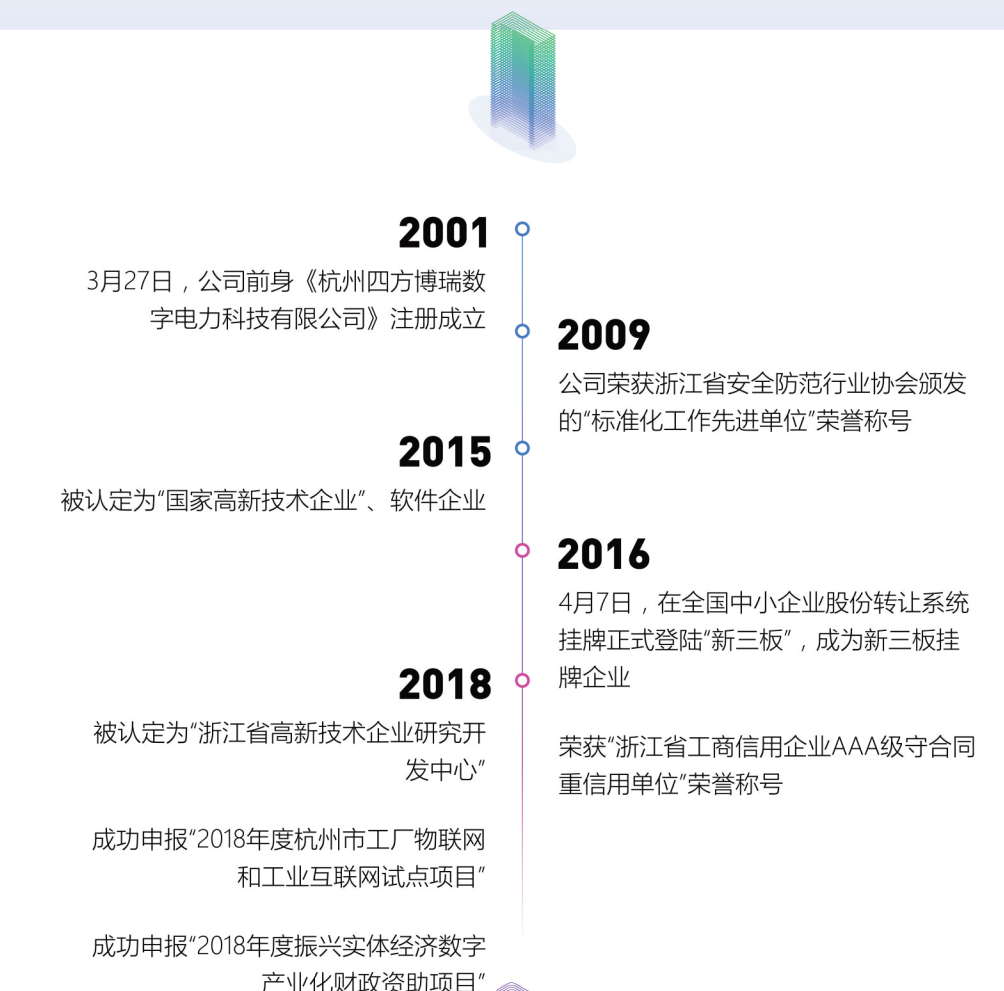 2001
3月27日，公司前身《杭州四方博瑞数
字电力科技有限公司》注册成立
2009
公司荣获浙江省安全防范行业协会颁发
的“标准化工作先进单位”荣誉称号
2015
被认定为“国家高新技术企业”、软件企业
2016
4月7日，在全国中小企业股份转让系统
挂牌正式登陆“新三板”，成为新三板挂
牌企业
荣获“浙江省工商信用企业AAA级守合同
重信用单位”荣誉称号
2018
被认定为“浙江省高新技术企业研究开
发中心”
成功申报“2018年度杭州市工厂物联网
和工业互联网试点项目”
成功申报“2018年度振兴实体经济数字
产业化财政资助项目”